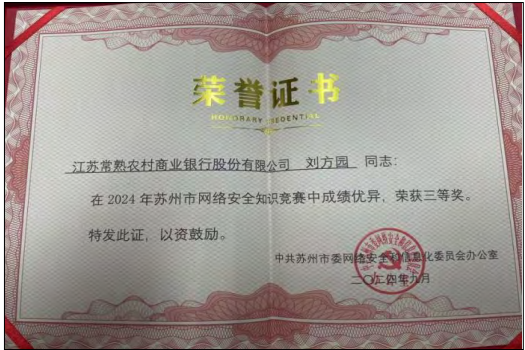 荣誉证书
HONORARY CREDENTIAL
江苏常熟农村商业银行股份有限公司 刘方园 同志:
在 2024 年苏州市网络安全知识竞赛中成绩优异，荣获三等奖。
特发此证，以资鼓励。
中共苏州市委网络安全和信息化委员会办公室
二〇二四年九月